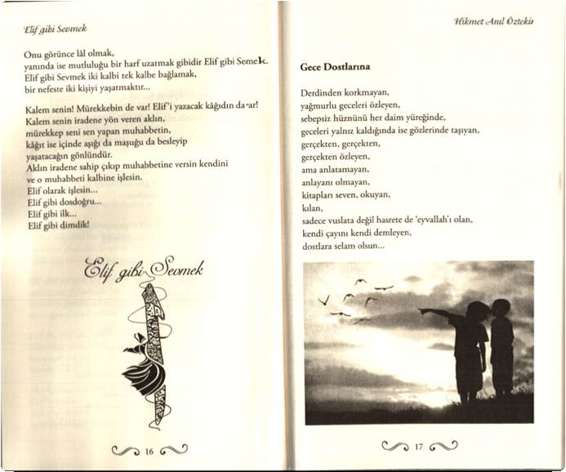 Elif gibi Sevmek
Onu görünce lâl olmak,
yanında ise mutluluğu bir harf uzatmak gibidir Elif gibi Semek.
Elif gibi Sevmek iki kalbi tek kalbe bağlamak,
bir nefeste iki kişiyi yaşatmaktır...
Kalem senin! Mürekkebin de var! Elif'i yazacak kâğıdın da var!
Kalem senin iradene yön veren aklın,
mürekkep seni sen yapan muhabbetin,
kâğıt ise içinde aşığı da maşuğu da besleyip
yaşatacağın gönlündür.
Aklın iradene sahip çıkıp muhabbetine versin kendini
ve o muhabbeti kalbine işlesin.
Elif olarak işlesin...
Elif gibi dosdoğru...
Elif gibi ilk...
Elif gibi dimdik!
Elif gibi Sevmek
16
Hikmet Anıl Öztekin
Gece Dostlarına
Derdinden korkmayan,
yağmurlu geceleri özleyen,
sebepsiz hüznünü her daim yüreğinde,
geceleri yalnız kaldığında ise gözlerinde taşıyan,
gerçekten, gerçekten,
gerçekten özleyen,
ama anlatamayan,
anlayanı olmayan,
kitapları seven, okuyan,
kılan,
sadece vuslata değil hasrete de 'eyvallah'ı olan,
kendi çayını kendi demleyen,
dostlara selam olsun...
17